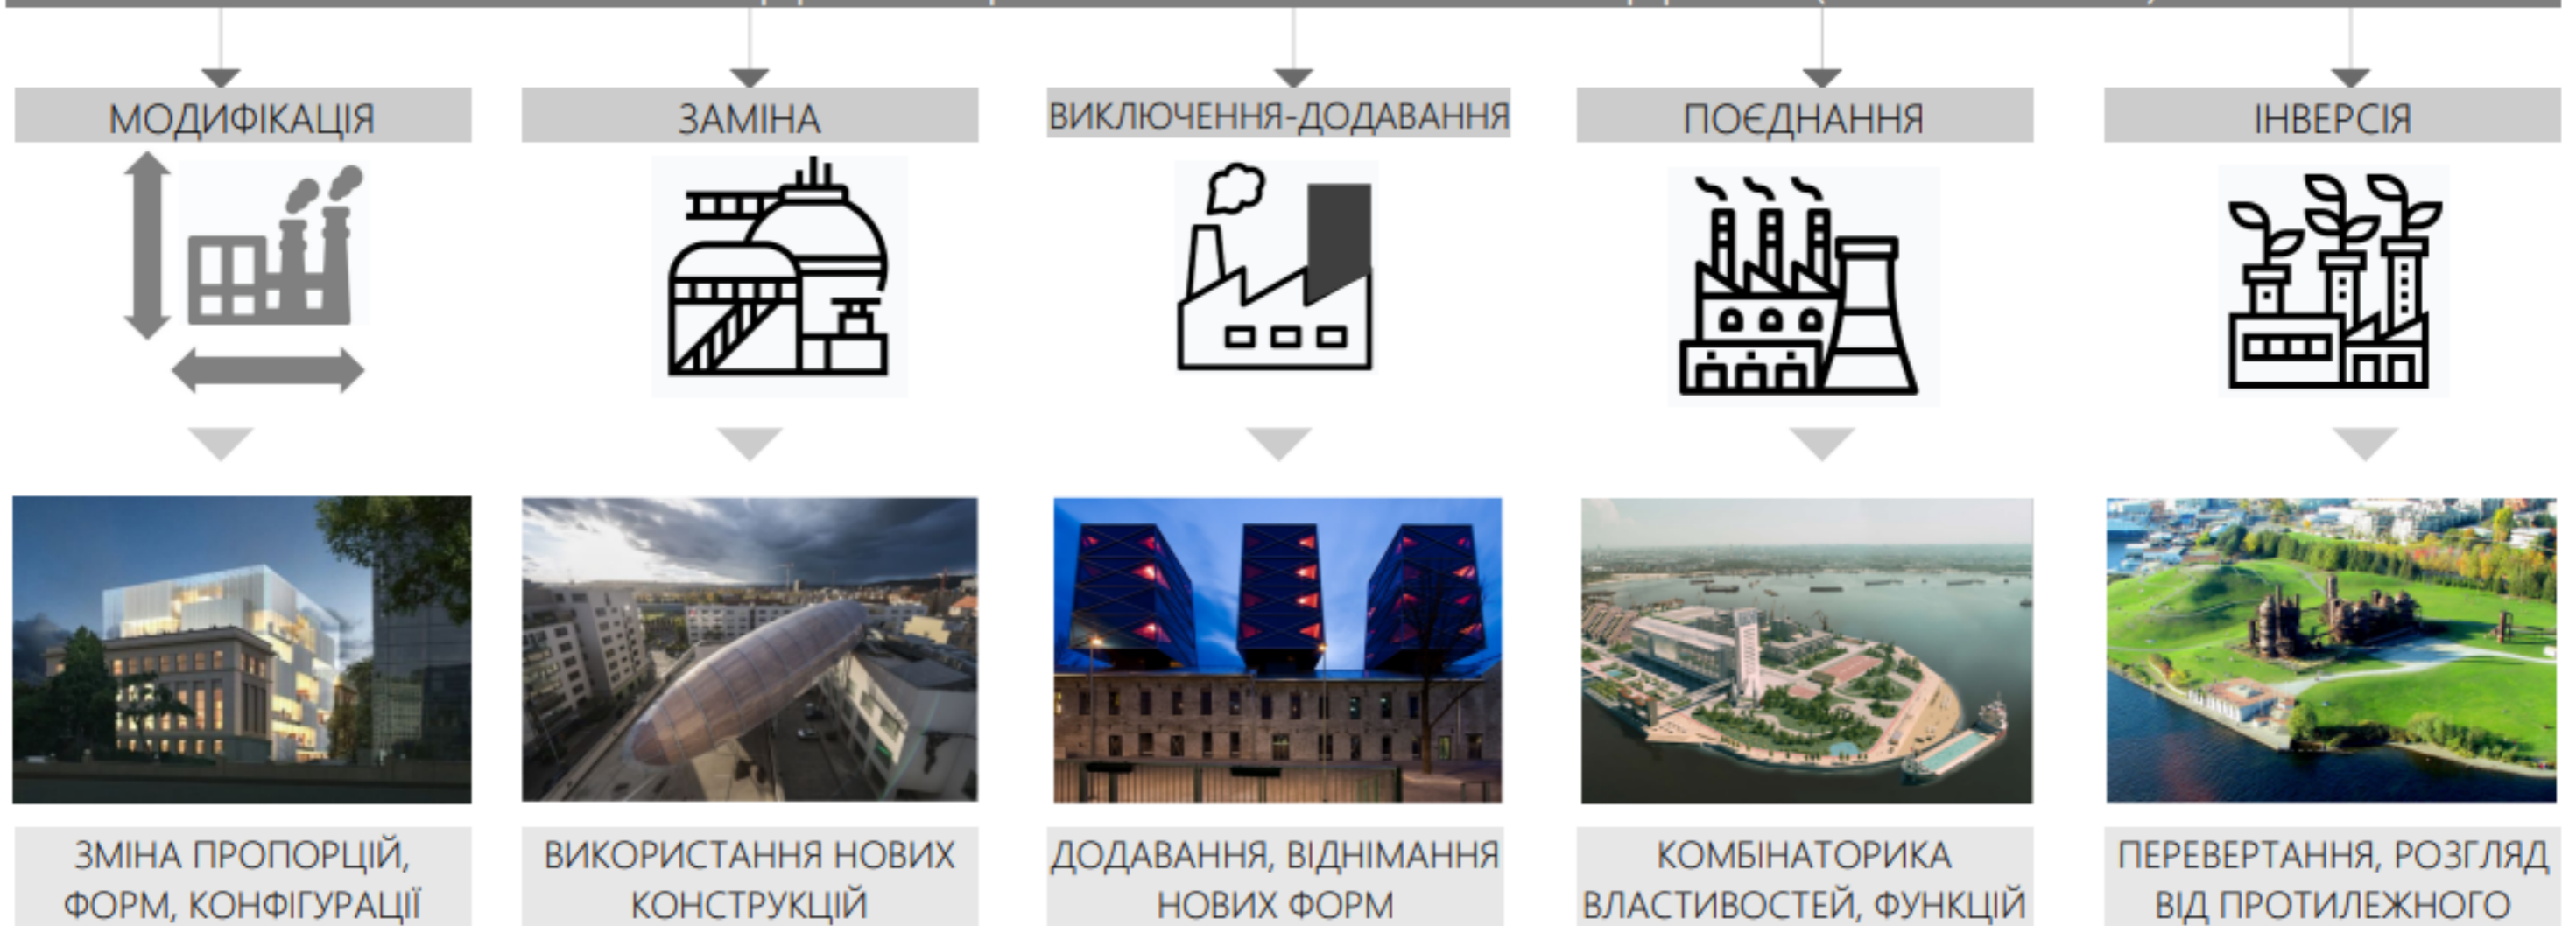 МОДИФІКАЦІЯ
ЗАМІНА
ВИКЛЮЧЕННЯ-ДОДАВАННЯ
ПОЄДНАННЯ
ІНВЕРСІЯ
ЗМІНА ПРОПОРЦІЙ,
ФОРМ, КОНФІГУРАЦІЇ
ВИКОРИСТАННЯ НОВИХ
КОНСТРУКЦІЙ
ДОДАВАННЯ, ВІДНІМАННЯ
НОВИХ ФОРМ
КОМБІНАТОРИКА
ВЛАСТИВОСТЕЙ, ФУНКЦІЙ
ПЕРЕВЕРТАННЯ, РОЗГЛЯД
ВІД ПРОТИЛЕЖНОГО